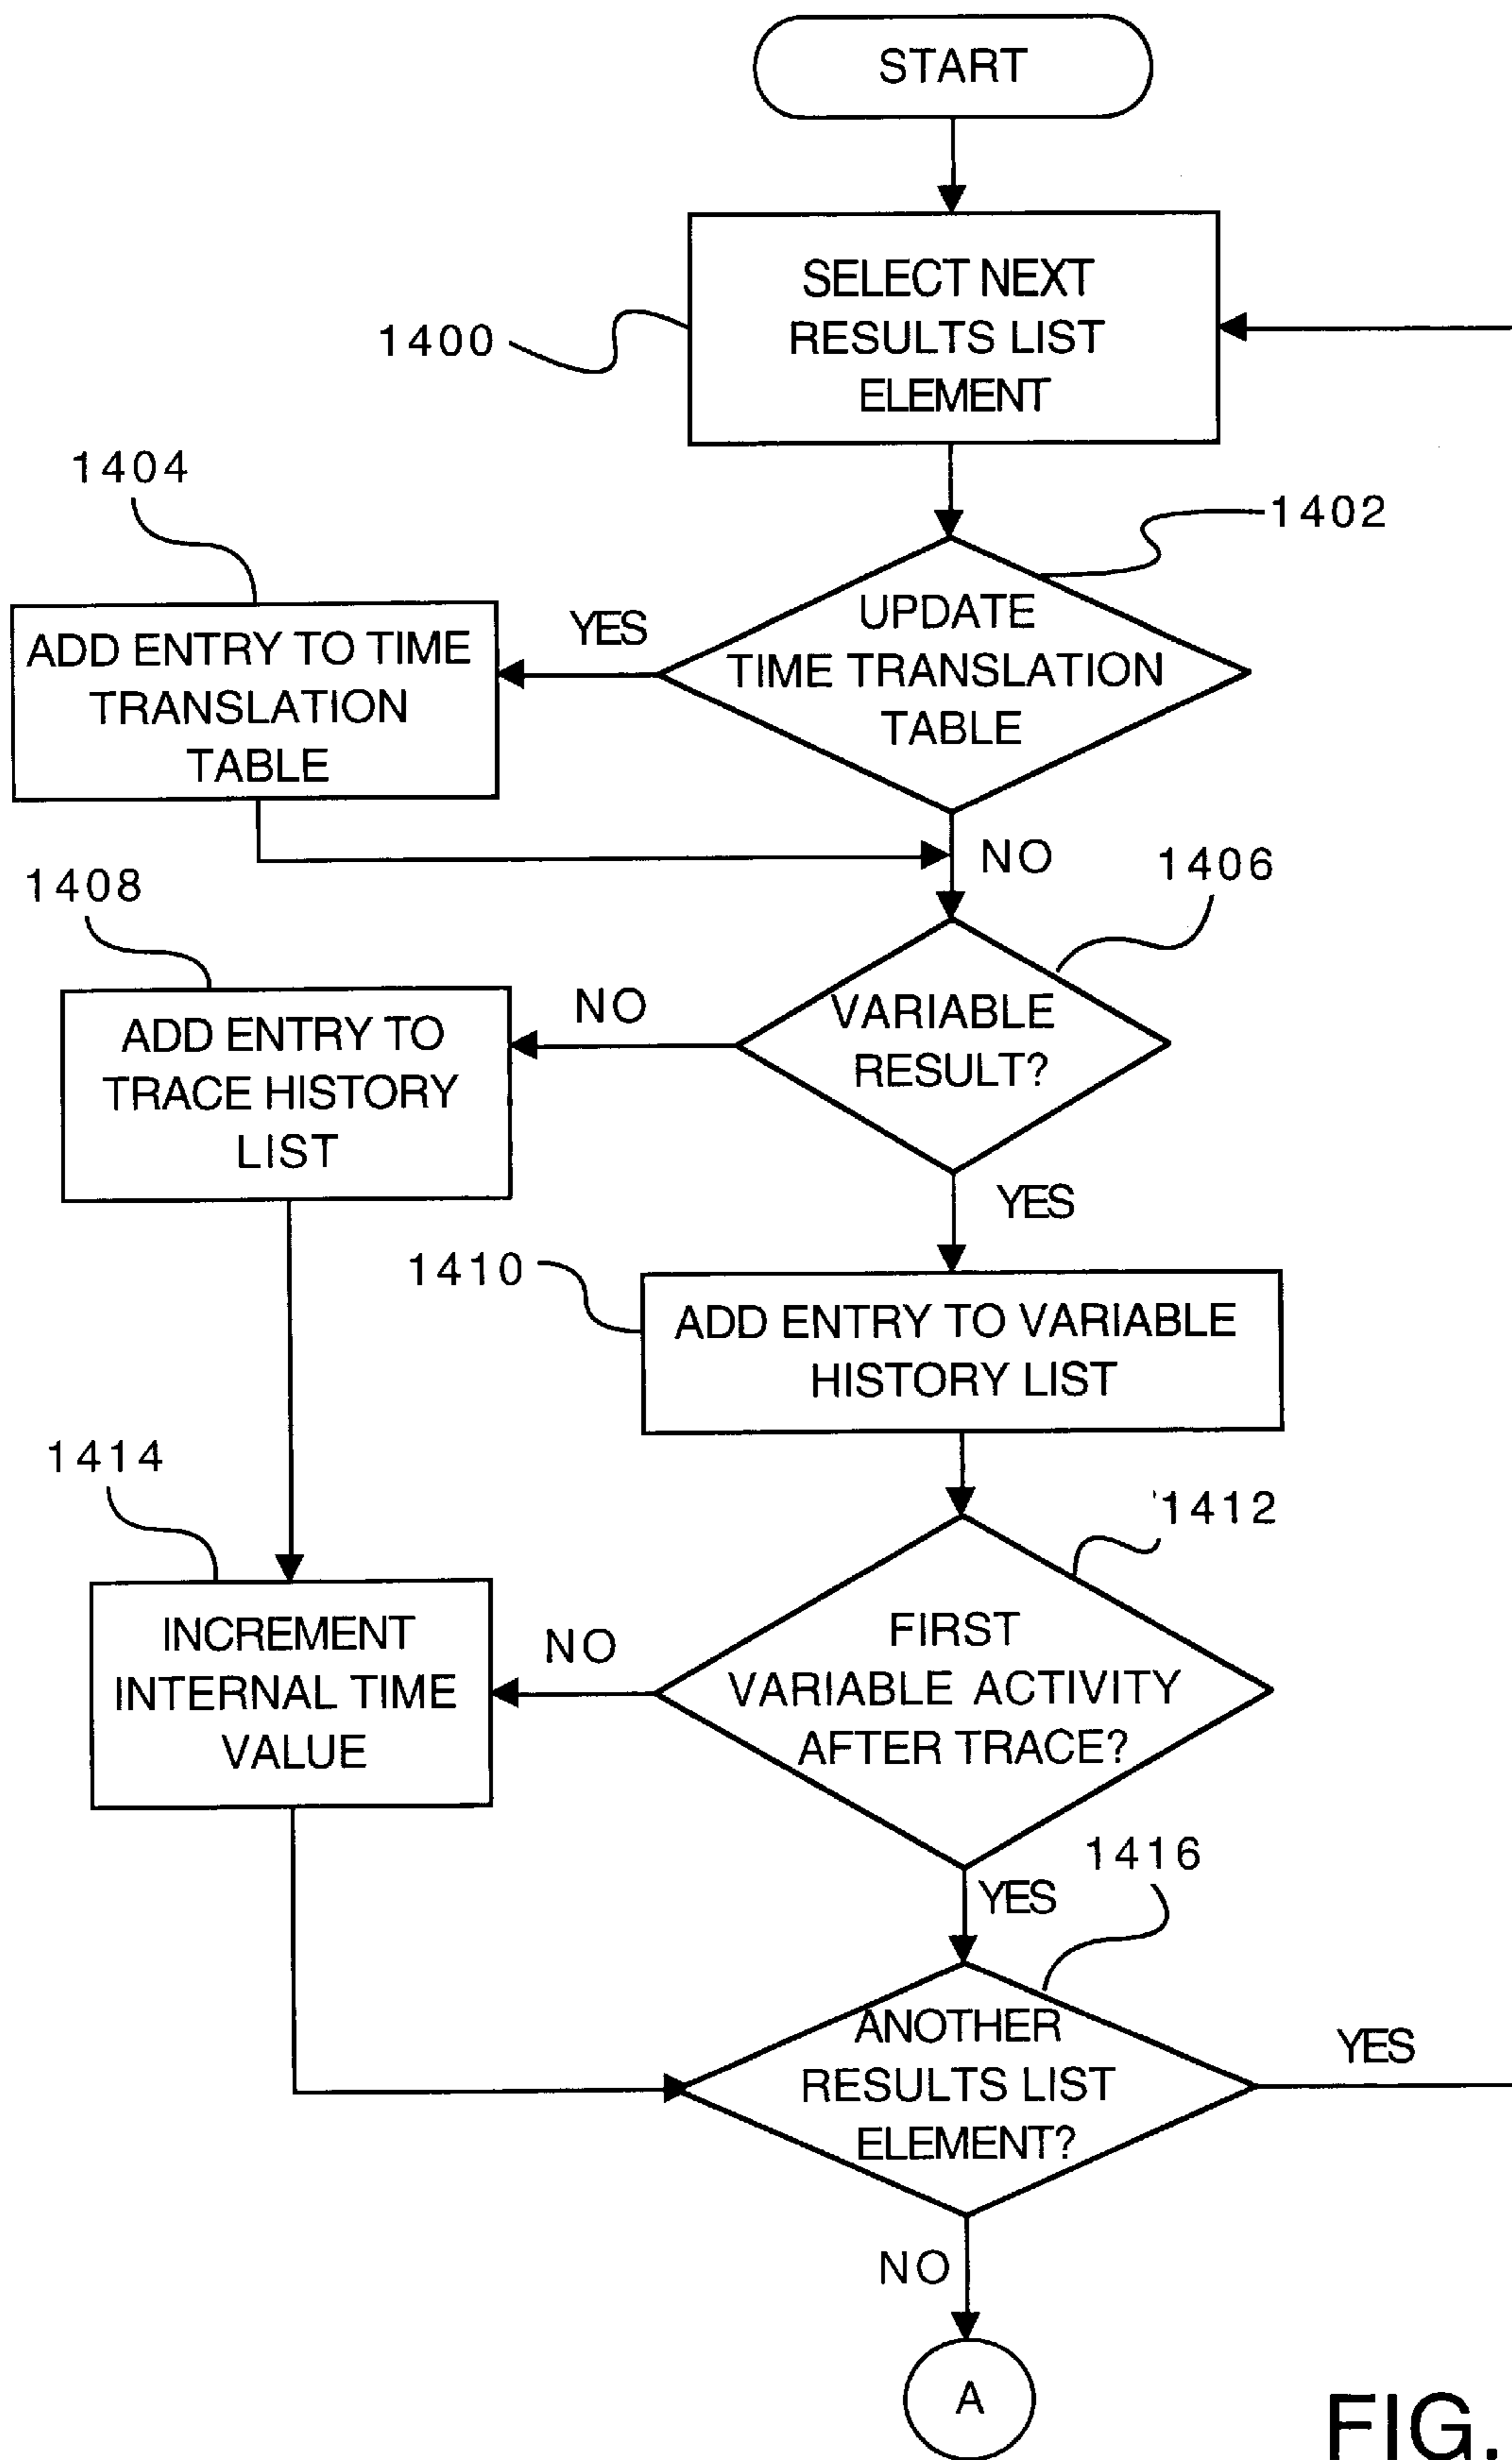 START
SELECT NEXT
RESULTS LIST
ELEMENT
1400
1404
1402
UPDATE
TIME TRANSLATION
TABLE
YES
ADD ENTRY TO TIME
TRANSLATION
TABLE
NO
1408
1406
VARIABLE
RESULT?
NO
ADD ENTRY TO
TRACE HISTORY
LIST
YES
1410
ADD ENTRY TO VARIABLE
HISTORY LIST
1414
1412
FIRST
VARIABLE ACTIVITY
AFTER TRACE?
NO
INCREMENT
INTERNAL TIME
VALUE
1416
YES
ANOTHER
RESULTS LIST
ELEMENT?
YES
NO
A
FIG.